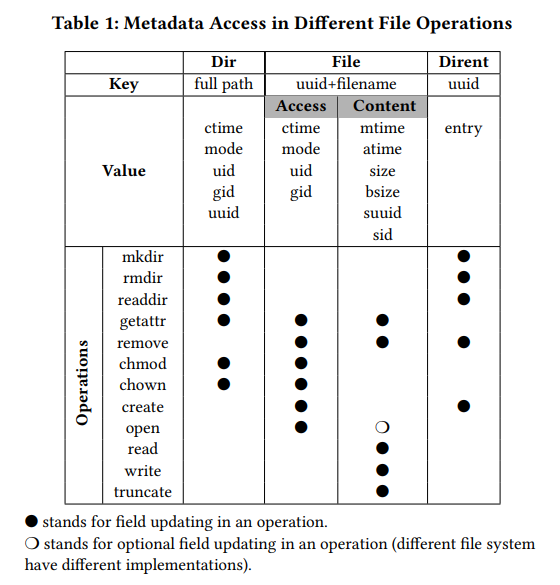 Table 1: Metadata Access in Different File Operations
Dir File Dirent
Key full path uuid+filename uuid
Access Content
ctime ctime mtime entry
mode mode atime
Value uid uid size
gid gid bsize
uuid suuid
sid
Operations
mkdir ● ●
rmdir ● ●
readdir ● ●
getattr ● ● ●
remove ● ● ●
chmod ● ●
chown ● ●
create ● ●
open ● ❍
read ●
write ●
truncate ●
● stands for field updating in an operation.
❍ stands for optional field updating in an operation (different file system
have different implementations).